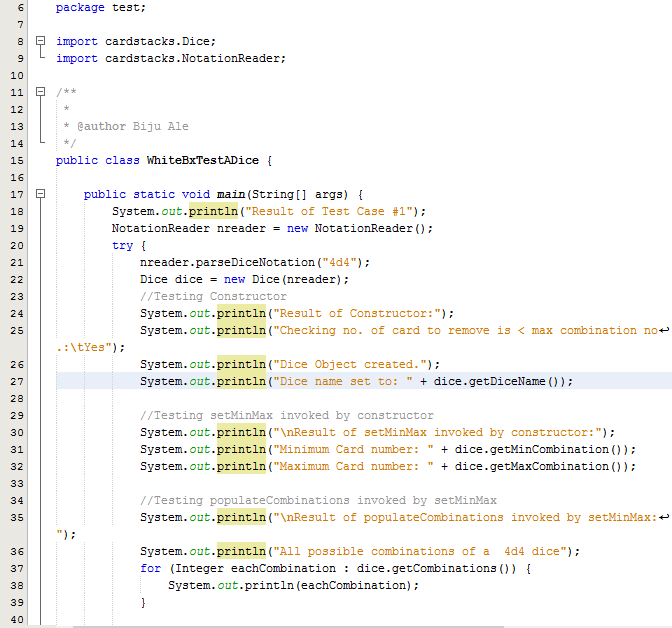 6 package test;
7
8 import cardstacks.Dice;
9 import cardstacks.NotationReader;
10
11 /**
12 *
13 * @author Biju Ale
14 */
15 public class WhiteBxTestADice {
16
17 public static void main(String[] args) {
18 System.out.println("Result of Test Case #1");
19 NotationReader nreader = new NotationReader();
20 try {
21 nreader.parseDiceNotation("4d4");
22 Dice dice = new Dice(nreader);
23 //Testing Constructor
24 System.out.println("Result of Constructor:");
25 System.out.println("Checking no. of card to remove is < max combination no↵
.:\tYes");
26 System.out.println("Dice Object created.");
27 System.out.println("Dice name set to: " + dice.getDiceName());
28
29 //Testing setMinMax invoked by constructor
30 System.out.println("\nResult of setMinMax invoked by constructor:");
31 System.out.println("Minimum Card number: " + dice.getMinCombination());
32 System.out.println("Maximum Card number: " + dice.getMaxCombination());
33
34 //Testing populateCombinations invoked by setMinMax
35 System.out.println("\nResult of populateCombinations invoked by setMinMax:↵
");
36 System.out.println("All possible combinations of a  4d4 dice");
37 for (Integer eachCombination : dice.getCombinations()) {
38 System.out.println(eachCombination);
39 }
40